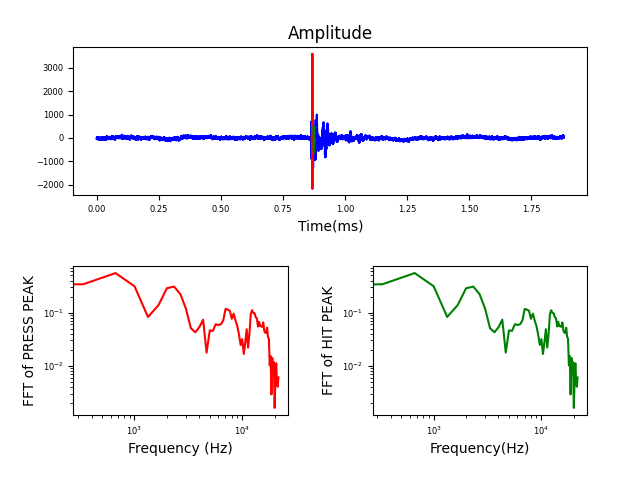 Amplitude
3000
2000
1000
0
−1000
−2000
0.00 0.25 0.50 0.75 1.00 1.25 1.50 1.75
Time(ms)
FFT of PRESS PEAK
10⁻¹
10⁻²
10³ 10⁴
Frequency (Hz)
FFT of HIT PEAK
10⁻¹
10⁻²
10³ 10⁴
Frequency(Hz)